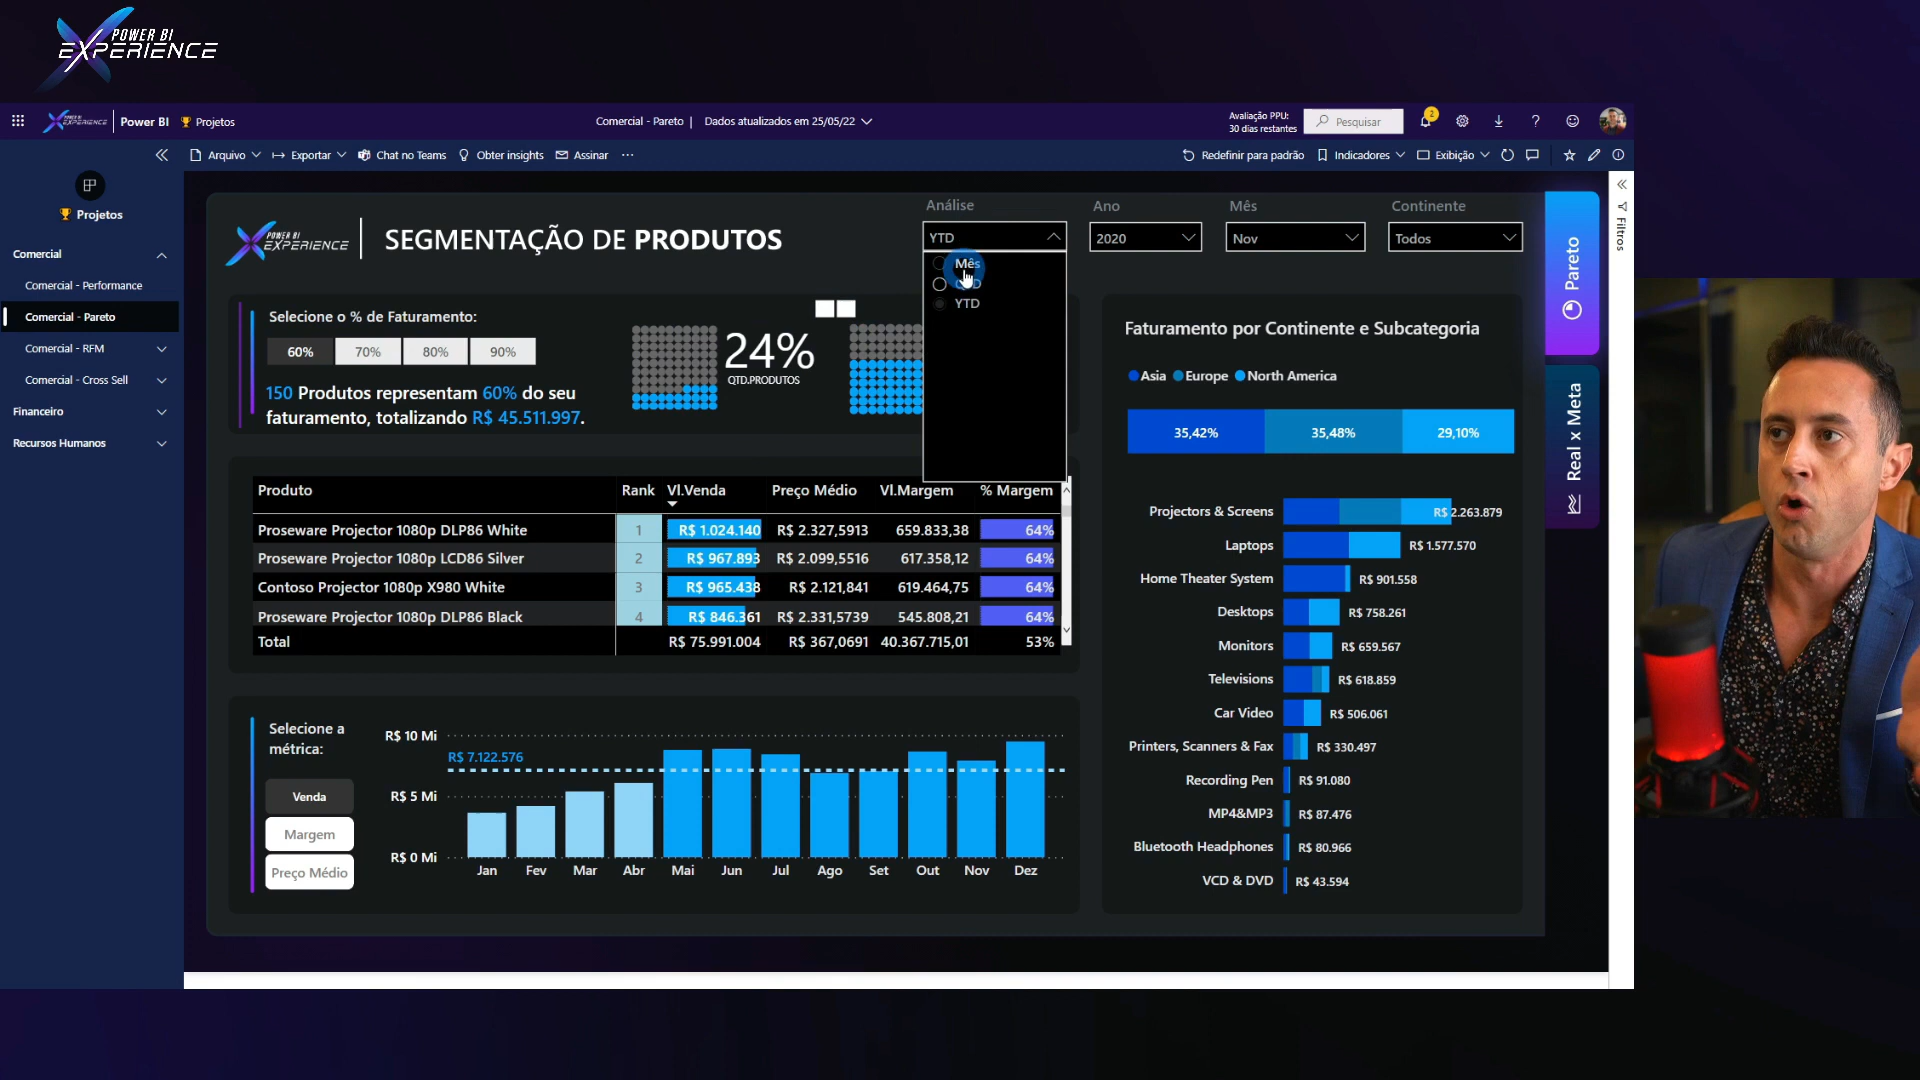 POWER BI
EXPERIENCE
POWER BI
EXPERIENCE
Power BI
Projetos
Comercial - Pareto | Dados atualizados em 25/05/22
Avaliação PPU:
30 dias restantes
Pesquisar
2
?
Arquivo
Exportar
Chat no Teams
Obter insights
Assinar
Redefinir para padrão
Indicadores
Exibição
Projetos
Comercial
Comercial - Performance
Comercial - Pareto
Comercial - RFM
Comercial - Cross Sell
Financeiro
Recursos Humanos
POWER BI
EXPERIENCE
SEGMENTAÇÃO DE PRODUTOS
Análise
YTD
Mês
YTD
Ano
2020
Mês
Nov
Continente
Todos
Pareto
Real x Meta
Filtros
Selecione o % de Faturamento:
60%
70%
80%
90%
150 Produtos representam 60% do seu
faturamento, totalizando R$ 45.511.997.
24%
QTD.PRODUTOS
Produto Rank Vl.Venda Preço Médio Vl.Margem % Margem
Proseware Projector 1080p DLP86 White 1 R$ 1.024.140 R$ 2.327,5913 659.833,38 64%
Proseware Projector 1080p LCD86 Silver 2 R$ 967.893 R$ 2.099,5516 617.358,12 64%
Contoso Projector 1080p X980 White 3 R$ 965.438 R$ 2.121,841 619.464,75 64%
Proseware Projector 1080p DLP86 Black 4 R$ 846.361 R$ 2.331,5739 545.808,21 64%
Total R$ 75.991.004 R$ 367,0691 40.367.715,01 53%
Selecione a
métrica:
Venda
Margem
Preço Médio
R$ 10 Mi
R$ 7.122.576
R$ 5 Mi
R$ 0 Mi
Jan Fev Mar Abr Mai Jun Jul Ago Set Out Nov Dez
Faturamento por Continente e Subcategoria
Asia Europe North America
35,42% 35,48% 29,10%
Projectors & Screens R$ 2.263.879
Laptops R$ 1.577.570
Home Theater System R$ 901.558
Desktops R$ 758.261
Monitors R$ 659.567
Televisions R$ 618.859
Car Video R$ 506.061
Printers, Scanners & Fax R$ 330.497
Recording Pen R$ 91.080
MP4&MP3 R$ 87.476
Bluetooth Headphones R$ 80.966
VCD & DVD R$ 43.594